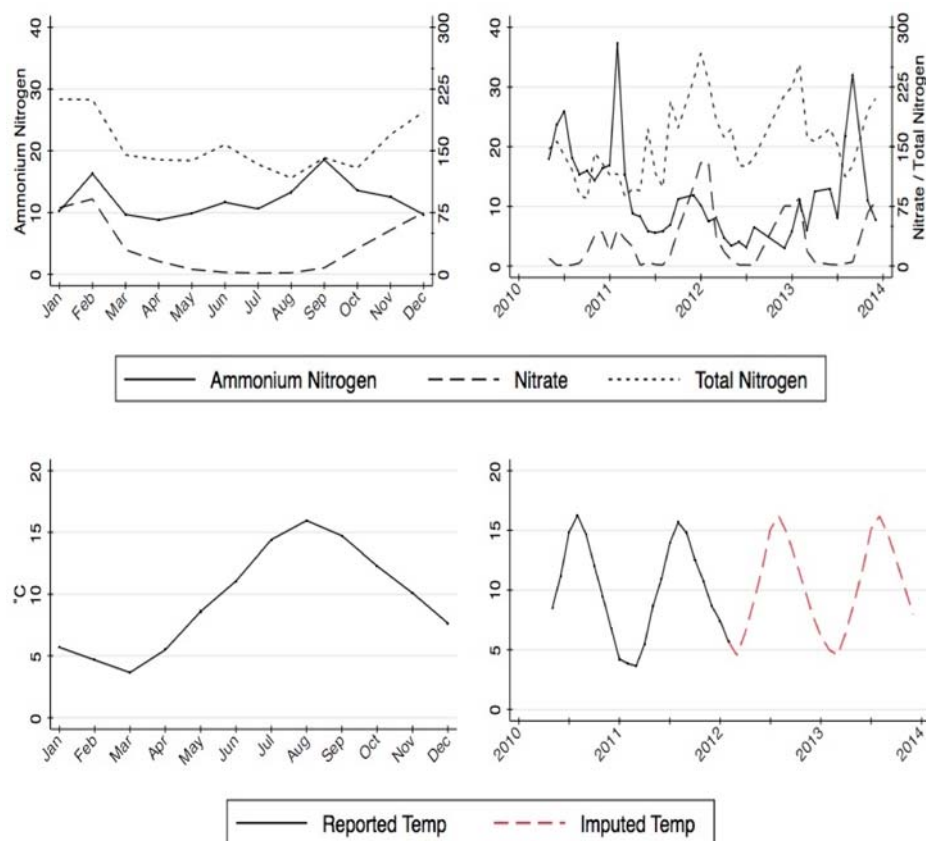 Ammonium Nitrogen
40
30
20
10
0
300
225
150
75
0
Jan
Feb
Mar
Apr
May
Jun
Jul
Aug
Sep
Oct
Nov
Dec
40
30
20
10
0
300
225
150
75
0
Nitrate / Total Nitrogen
2010
2011
2012
2013
2014
Ammonium Nitrogen Nitrate Total Nitrogen
°C
20
15
10
5
0
Jan
Feb
Mar
Apr
May
Jun
Jul
Aug
Sep
Oct
Nov
Dec
20
15
10
5
0
2010
2011
2012
2013
2014
Reported Temp Imputed Temp